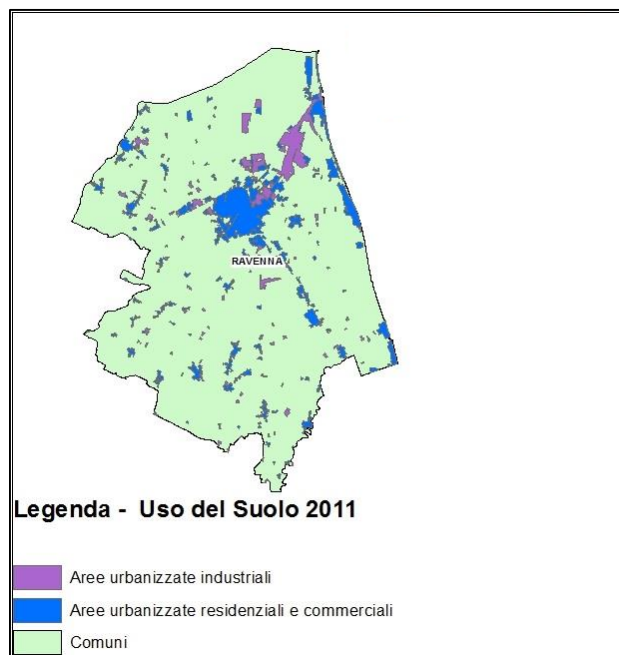 RAVENNA
Legenda - Uso del Suolo 2011
Aree urbanizzate industriali
Aree urbanizzate residenziali e commerciali
Comuni